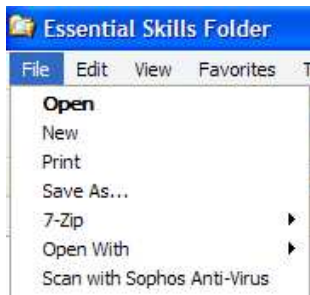 Essential Skills Folder
File Edit View Favorites T
Open
New
Print
Save As...
7-Zip
Open With
Scan with Sophos Anti-Virus